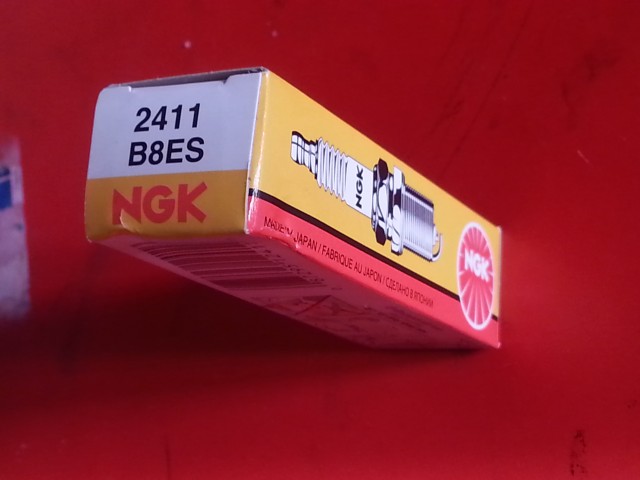 2411
B8ES
NGK
NGK
MADE IN JAPAN / FABRIQUE AU JAPON / СДЕЛАНО В ЯПОНИИ
NGK